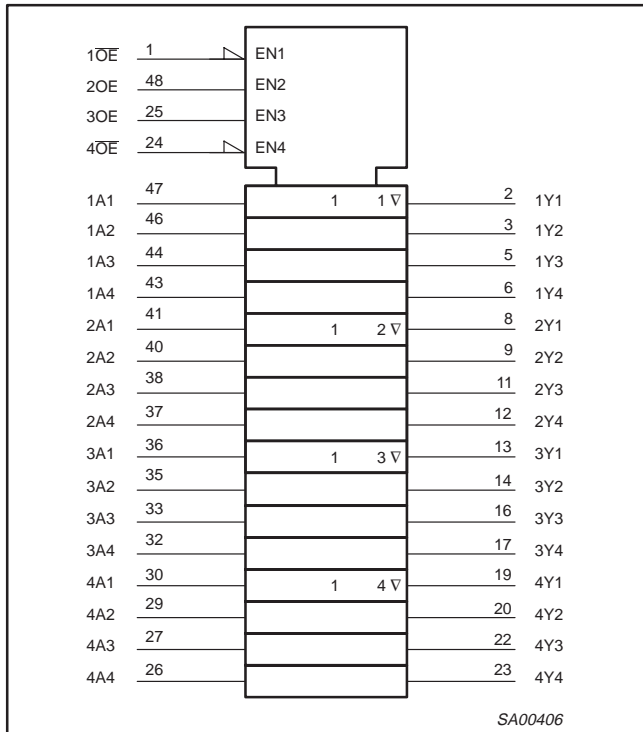 1O̅E̅ 1 EN1
2OE 48 EN2
3OE 25 EN3
4O̅E̅ 24 EN4
1A1 47 1 1 ∇ 2 1Y1
1A2 46 3 1Y2
1A3 44 5 1Y3
1A4 43 6 1Y4
2A1 41 1 2 ∇ 8 2Y1
2A2 40 9 2Y2
2A3 38 11 2Y3
2A4 37 12 2Y4
3A1 36 1 3 ∇ 13 3Y1
3A2 35 14 3Y2
3A3 33 16 3Y3
3A4 32 17 3Y4
4A1 30 1 4 ∇ 19 4Y1
4A2 29 20 4Y2
4A3 27 22 4Y3
4A4 26 23 4Y4
SA00406